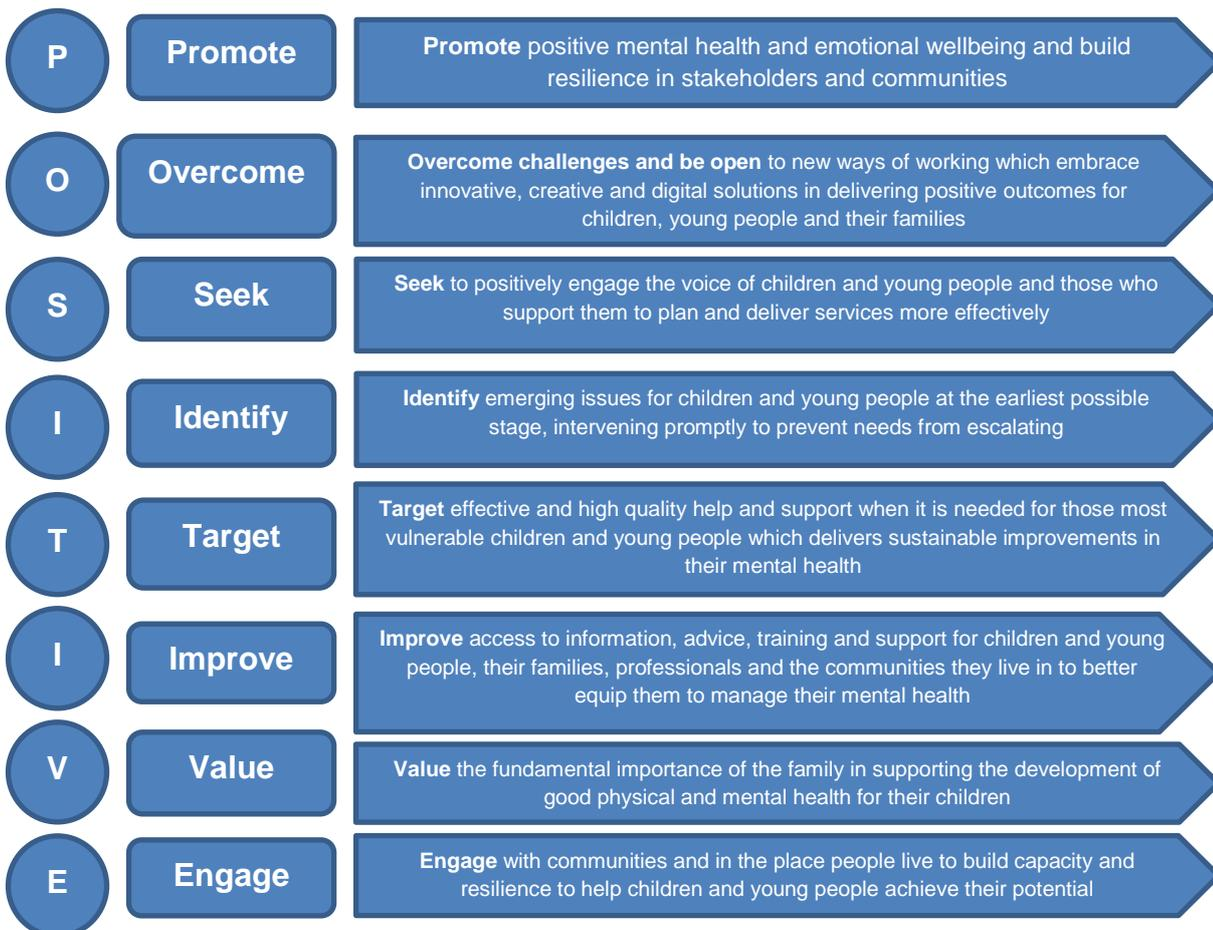 P
Promote
Promote positive mental health and emotional wellbeing and build
resilience in stakeholders and communities
O
Overcome
Overcome challenges and be open to new ways of working which embrace
innovative, creative and digital solutions in delivering positive outcomes for
children, young people and their families
S
Seek
Seek to positively engage the voice of children and young people and those who
support them to plan and deliver services more effectively
I
Identify
Identify emerging issues for children and young people at the earliest possible
stage, intervening promptly to prevent needs from escalating
T
Target
Target effective and high quality help and support when it is needed for those most
vulnerable children and young people which delivers sustainable improvements in
their mental health
I
Improve
Improve access to information, advice, training and support for children and young
people, their families, professionals and the communities they live in to better
equip them to manage their mental health
V
Value
Value the fundamental importance of the family in supporting the development of
good physical and mental health for their children
E
Engage
Engage with communities and in the place people live to build capacity and
resilience to help children and young people achieve their potential